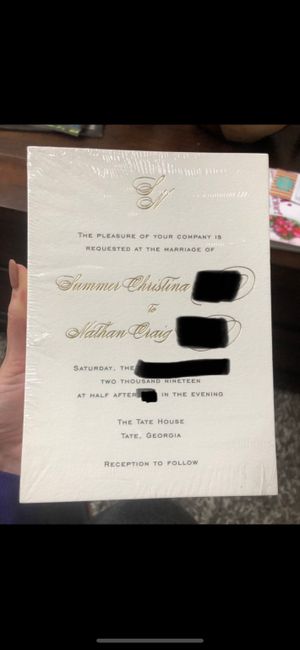 S
N
THE PLEASURE OF YOUR COMPANY IS
REQUESTED AT THE MARRIAGE OF
Summer Christina
to
Nathan Craig
SATURDAY, THE
TWO THOUSAND NINETEEN
AT HALF AFTER IN THE EVENING
THE TATE HOUSE
TATE, GEORGIA
RECEPTION TO FOLLOW